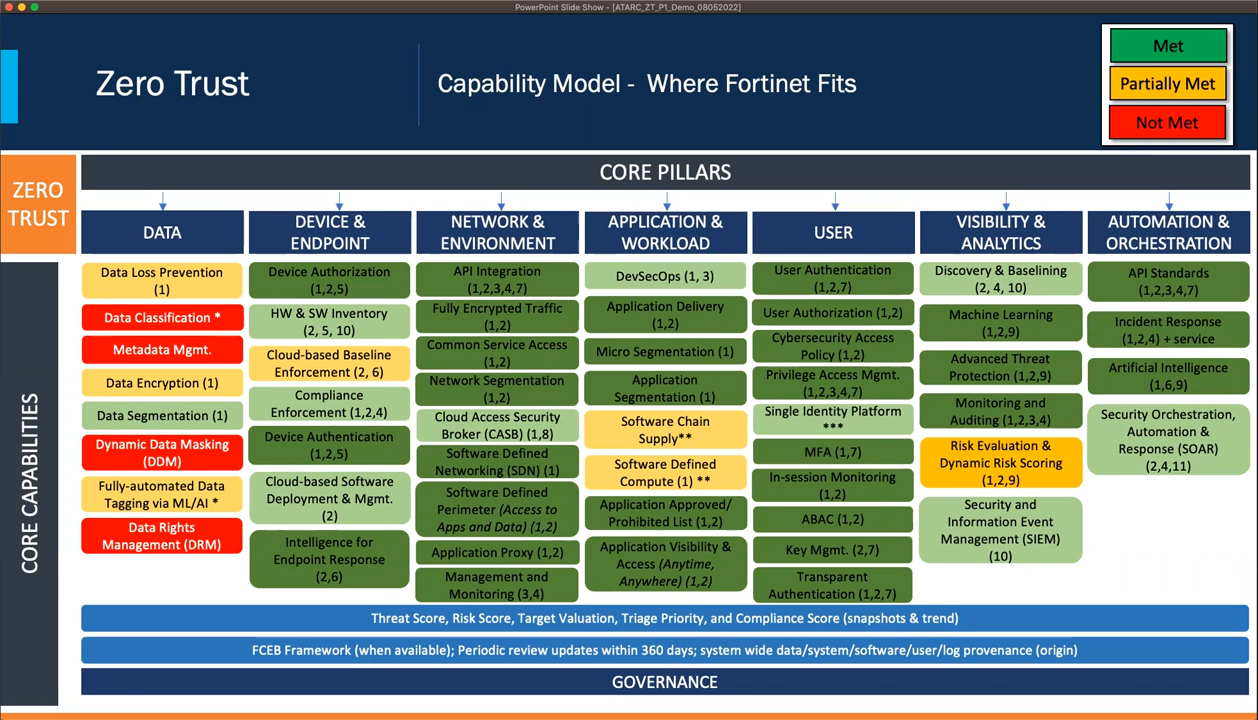 PowerPoint Slide Show - [ATARC_ZT_P1_Demo_08052022]
Zero Trust
Capability Model - Where Fortinet Fits
Met
Partially Met
Not Met
ZERO
TRUST
CORE PILLARS
CORE CAPABILITIES
DATA
Data Loss Prevention
(1)
Data Classification *
Metadata Mgmt.
Data Encryption (1)
Data Segmentation (1)
Dynamic Data Masking
(DDM)
Fully-automated Data
Tagging via ML/AI *
Data Rights
Management (DRM)
DEVICE &
ENDPOINT
Device Authorization
(1,2,5)
HW & SW Inventory
(2, 5, 10)
Cloud-based Baseline
Enforcement (2, 6)
Compliance
Enforcement (1,2,4)
Device Authentication
(1,2,5)
Cloud-based Software
Deployment & Mgmt.
(2)
Intelligence for
Endpoint Response
(2,6)
NETWORK &
ENVIRONMENT
API Integration
(1,2,3,4,7)
Fully Encrypted Traffic
(1,2)
Common Service Access
(1,2)
Network Segmentation
(1,2)
Cloud Access Security
Broker (CASB) (1,8)
Software Defined
Networking (SDN) (1)
Software Defined
Perimeter (Access to
Apps and Data) (1,2)
Application Proxy (1,2)
Management and
Monitoring (3,4)
APPLICATION &
WORKLOAD
DevSecOps (1, 3)
Application Delivery
(1,2)
Micro Segmentation (1)
Application
Segmentation (1)
Software Chain
Supply**
Software Defined
Compute (1) **
Application Approved/
Prohibited List (1,2)
Application Visibility &
Access (Anytime,
Anywhere) (1,2)
USER
User Authentication
(1,2,7)
User Authorization (1,2)
Cybersecurity Access
Policy (1,2)
Privilege Access Mgmt.
(1,2,3,4,7)
Single Identity Platform
***
MFA (1,7)
In-session Monitoring
(1,2)
ABAC (1,2)
Key Mgmt. (2,7)
Transparent
Authentication (1,2,7)
VISIBILITY &
ANALYTICS
Discovery & Baselining
(2, 4, 10)
Machine Learning
(1,2,9)
Advanced Threat
Protection (1,2,9)
Monitoring and
Auditing (1,2,3,4)
Risk Evaluation &
Dynamic Risk Scoring
(1,2,9)
Security and
Information Event
Management (SIEM)
(10)
AUTOMATION &
ORCHESTRATION
API Standards
(1,2,3,4,7)
Incident Response
(1,2,4) + service
Artificial Intelligence
(1,6,9)
Security Orchestration,
Automation &
Response (SOAR)
(2,4,11)
Threat Score, Risk Score, Target Valuation, Triage Priority, and Compliance Score (snapshots & trend)
FCEB Framework (when available); Periodic review updates within 360 days; system wide data/system/software/user/log provenance (origin)
GOVERNANCE